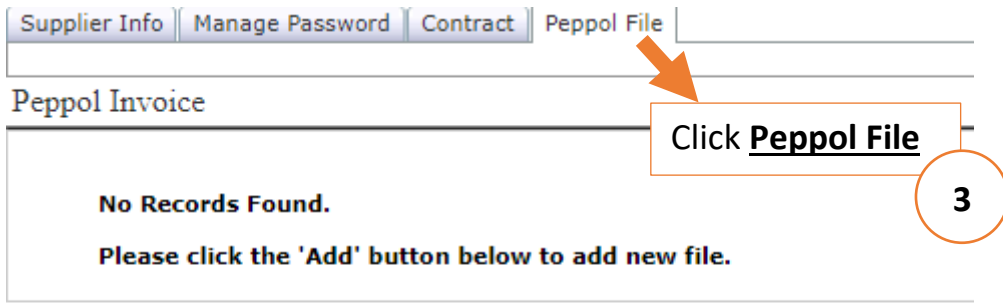 Supplier Info Manage Password Contract Peppol File
Peppol Invoice
Click Peppol File
3
No Records Found.
Please click the 'Add' button below to add new file.